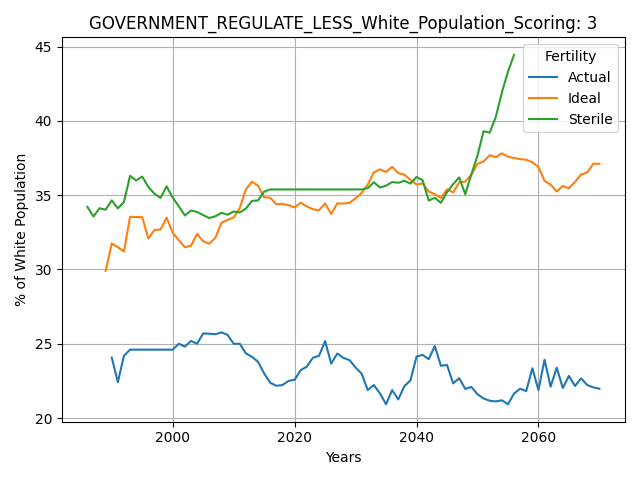 GOVERNMENT_REGULATE_LESS_White_Population_Scoring: 3
% of White Population
45
40
35
30
25
20
2000
2020
2040
2060
Years
Fertility
Actual
Ideal
Sterile